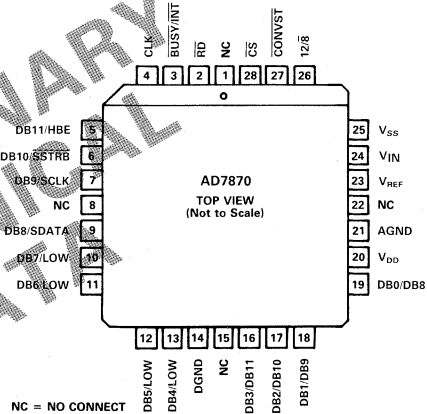 CLK
BUSY/INT
RD
NC
CS
CONVST
12/8
4
3
2
1
28
27
26
DB11/HBE 5
DB10/SSTRB 6
DB9/SCLK 7
NC 8
DB8/SDATA 9
DB7/LOW 10
DB6/LOW 11
AD7870
TOP VIEW
(Not to Scale)
25 VSS
24 VIN
23 VREF
22 NC
21 AGND
20 VDD
19 DB0/DB8
12
13
14
15
16
17
18
DB5/LOW
DB4/LOW
DGND
NC
DB3/DB11
DB2/DB10
DB1/DB9
NC = NO CONNECT